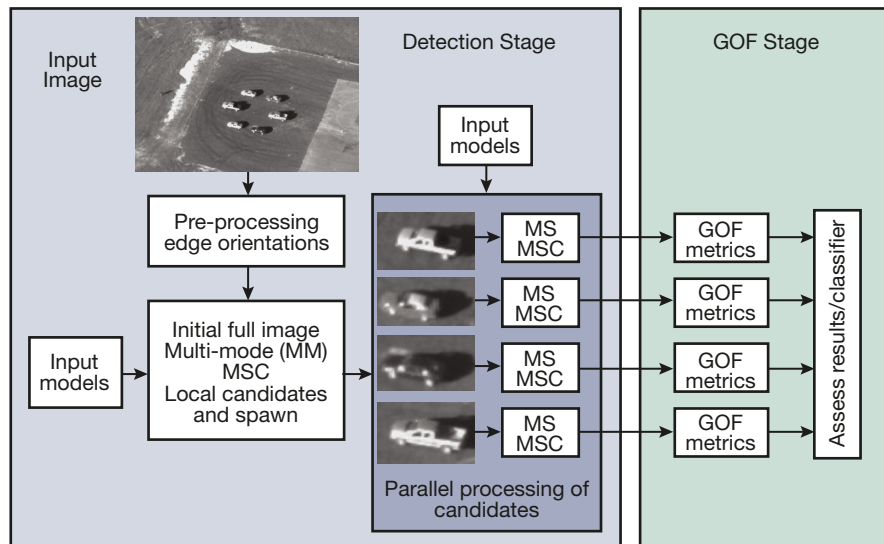 Input
Image
Detection Stage
GOF Stage
Input
models
Pre-processing
edge orientations
Initial full image
Multi-mode (MM)
MSC
Local candidates
and spawn
Input
models
MS
MSC
MS
MSC
MS
MSC
MS
MSC
Parallel processing of
candidates
GOF
metrics
GOF
metrics
GOF
metrics
GOF
metrics
Assess results/classifier